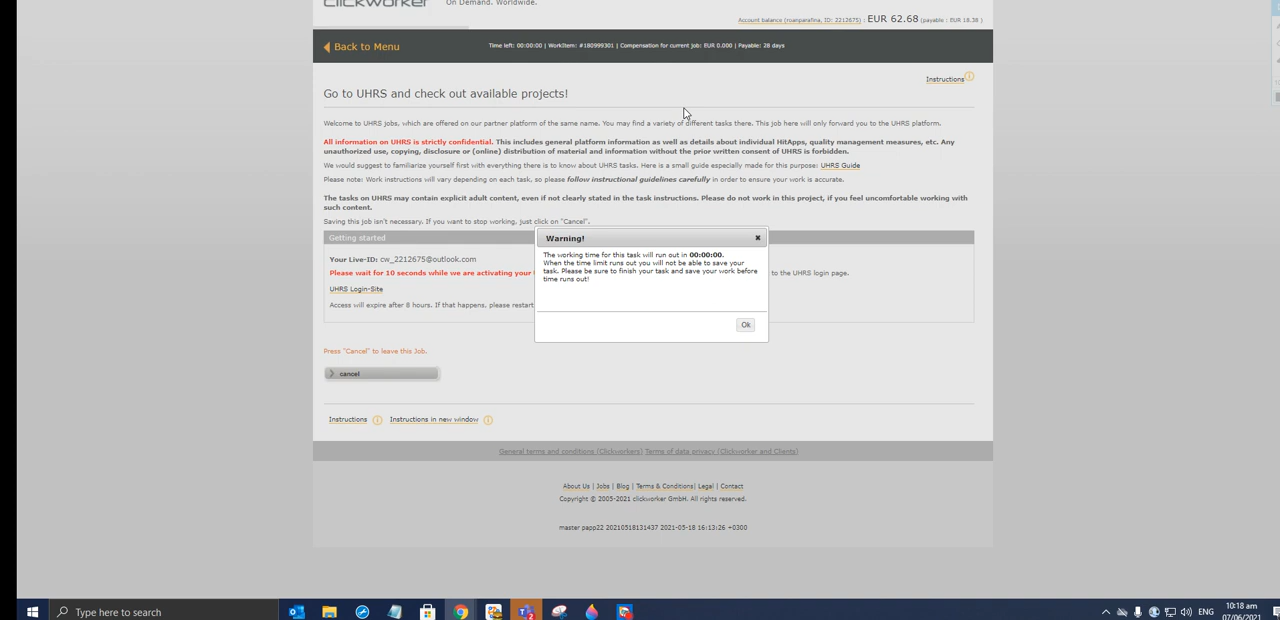 clickworker On Demand. Worldwide.
Account balance (roanparafina, ID: 2212675) : EUR 62.68 (payable : EUR 18.38 )
Back to Menu Time left: 00:00:00 | WorkItem: #180999301 | Compensation for current job: EUR 0.000 | Payable: 28 days
Instructions
Go to UHRS and check out available projects!
Welcome to UHRS jobs, which are offered on our partner platform of the same name. You may find a variety of different tasks there. This job here will only forward you to the UHRS platform.
All information on UHRS is strictly confidential. This includes general platform information as well as details about individual HitApps, quality management measures, etc. Any
unauthorized use, copying, disclosure or (online) distribution of material and information without the prior written consent of UHRS is forbidden.
We would suggest to familiarize yourself first with everything there is to know about UHRS tasks. Here is a small guide especially made for this purpose: UHRS Guide
Please note: Work instructions will vary depending on each task, so please follow instructional guidelines carefully in order to ensure your work is accurate.
The tasks on UHRS may contain explicit adult content, even if not clearly stated in the task instructions. Please do not work in this project, if you feel uncomfortable working with
such content.
Saving this job isn't necessary. If you want to stop working, just click on "Cancel".
Getting started
Your Live-ID: cw_2212675@outlook.com
Please wait for 10 seconds while we are activating your to the UHRS login page.
UHRS Login-Site
Access will expire after 8 hours. If that happens, please restart
Warning!
The working time for this task will run out in 00:00:00.
When the time limit runs out you will not be able to save your
task. Please be sure to finish your task and save your work before
time runs out!
Ok
Press "Cancel" to leave this Job.
cancel
Instructions Instructions in new window
General terms and conditions (Clickworkers) Terms of data privacy (Clickworker and Clients)
About Us | Jobs | Blog | Terms & Conditions| Legal | Contact
Copyright © 2005-2021 clickworker GmbH. All rights reserved.
master papp22 20210518131437 2021-05-18 16:13:26 +0300
Type here to search
ENG
10:18 am
07/06/2021